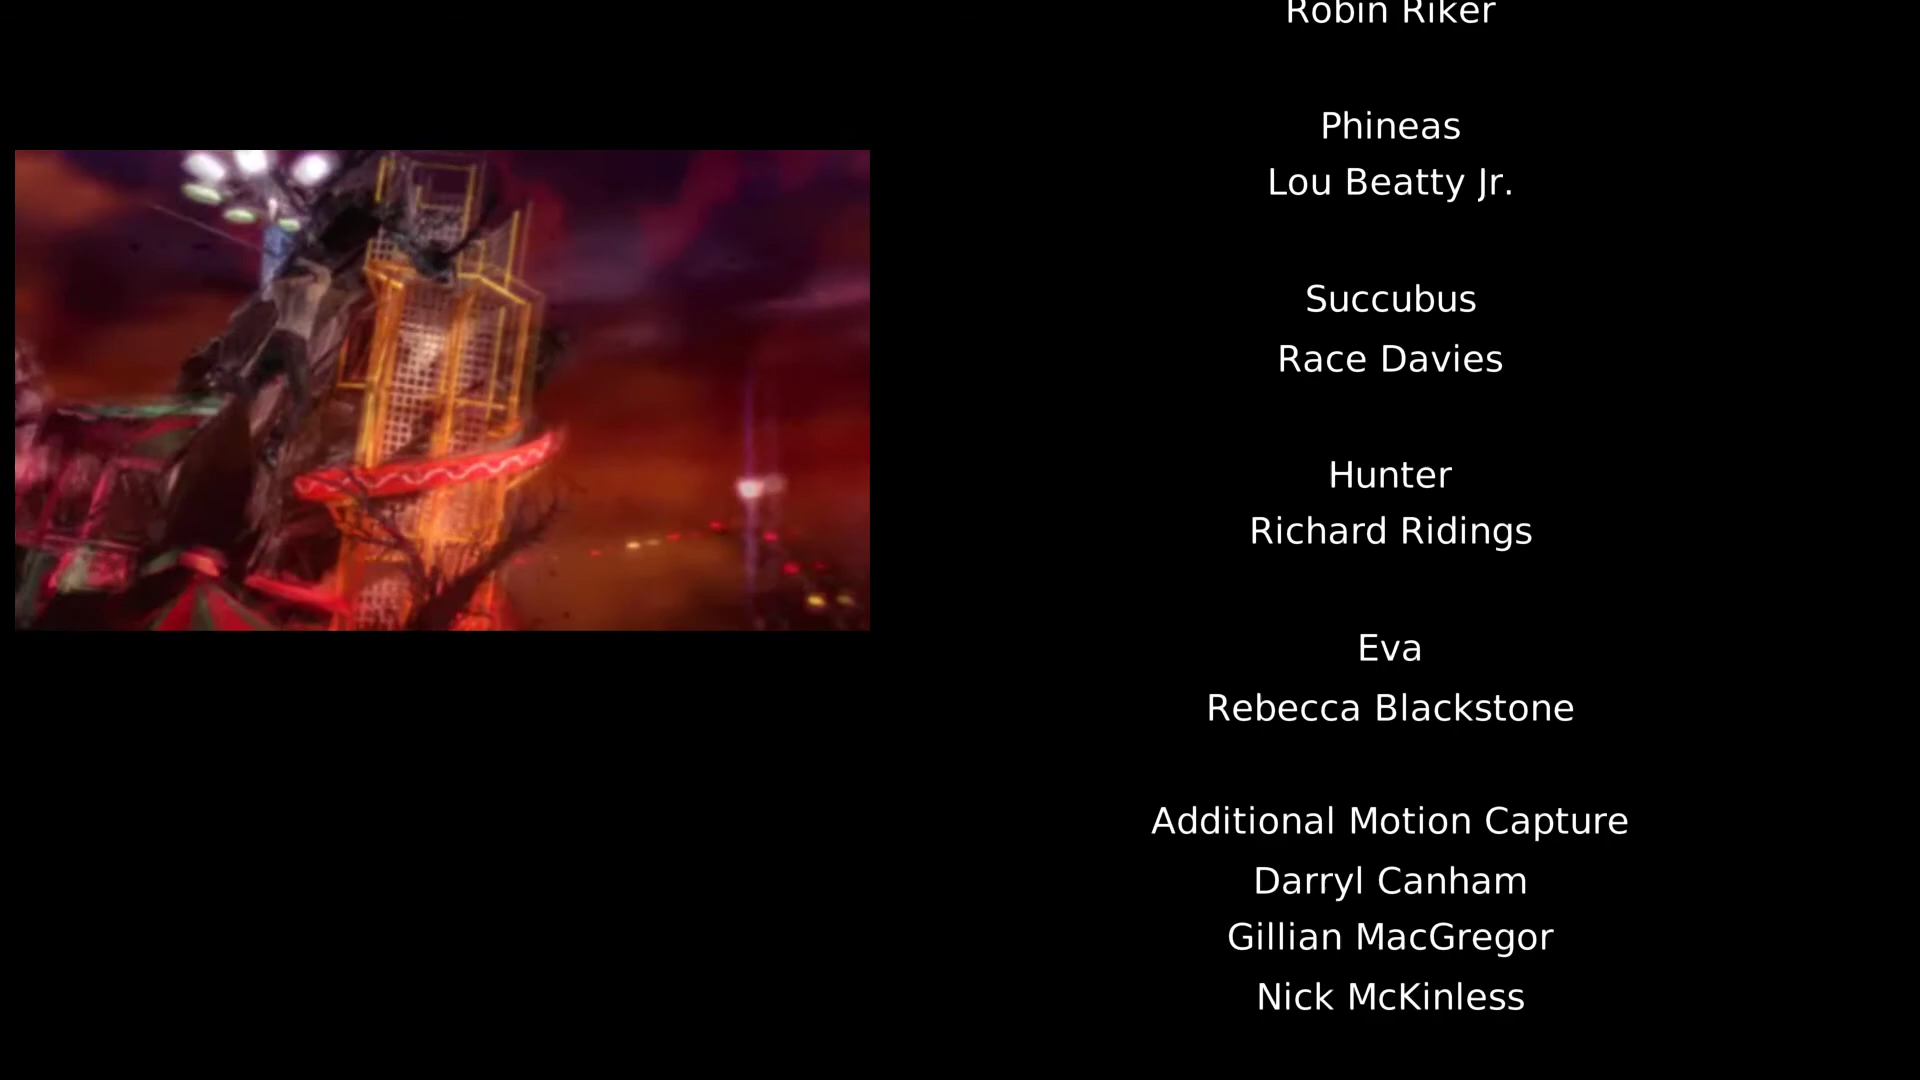 Robin Riker
Phineas
Lou Beatty Jr.
Succubus
Race Davies
Hunter
Richard Ridings
Eva
Rebecca Blackstone
Additional Motion Capture
Darryl Canham
Gillian MacGregor
Nick McKinless